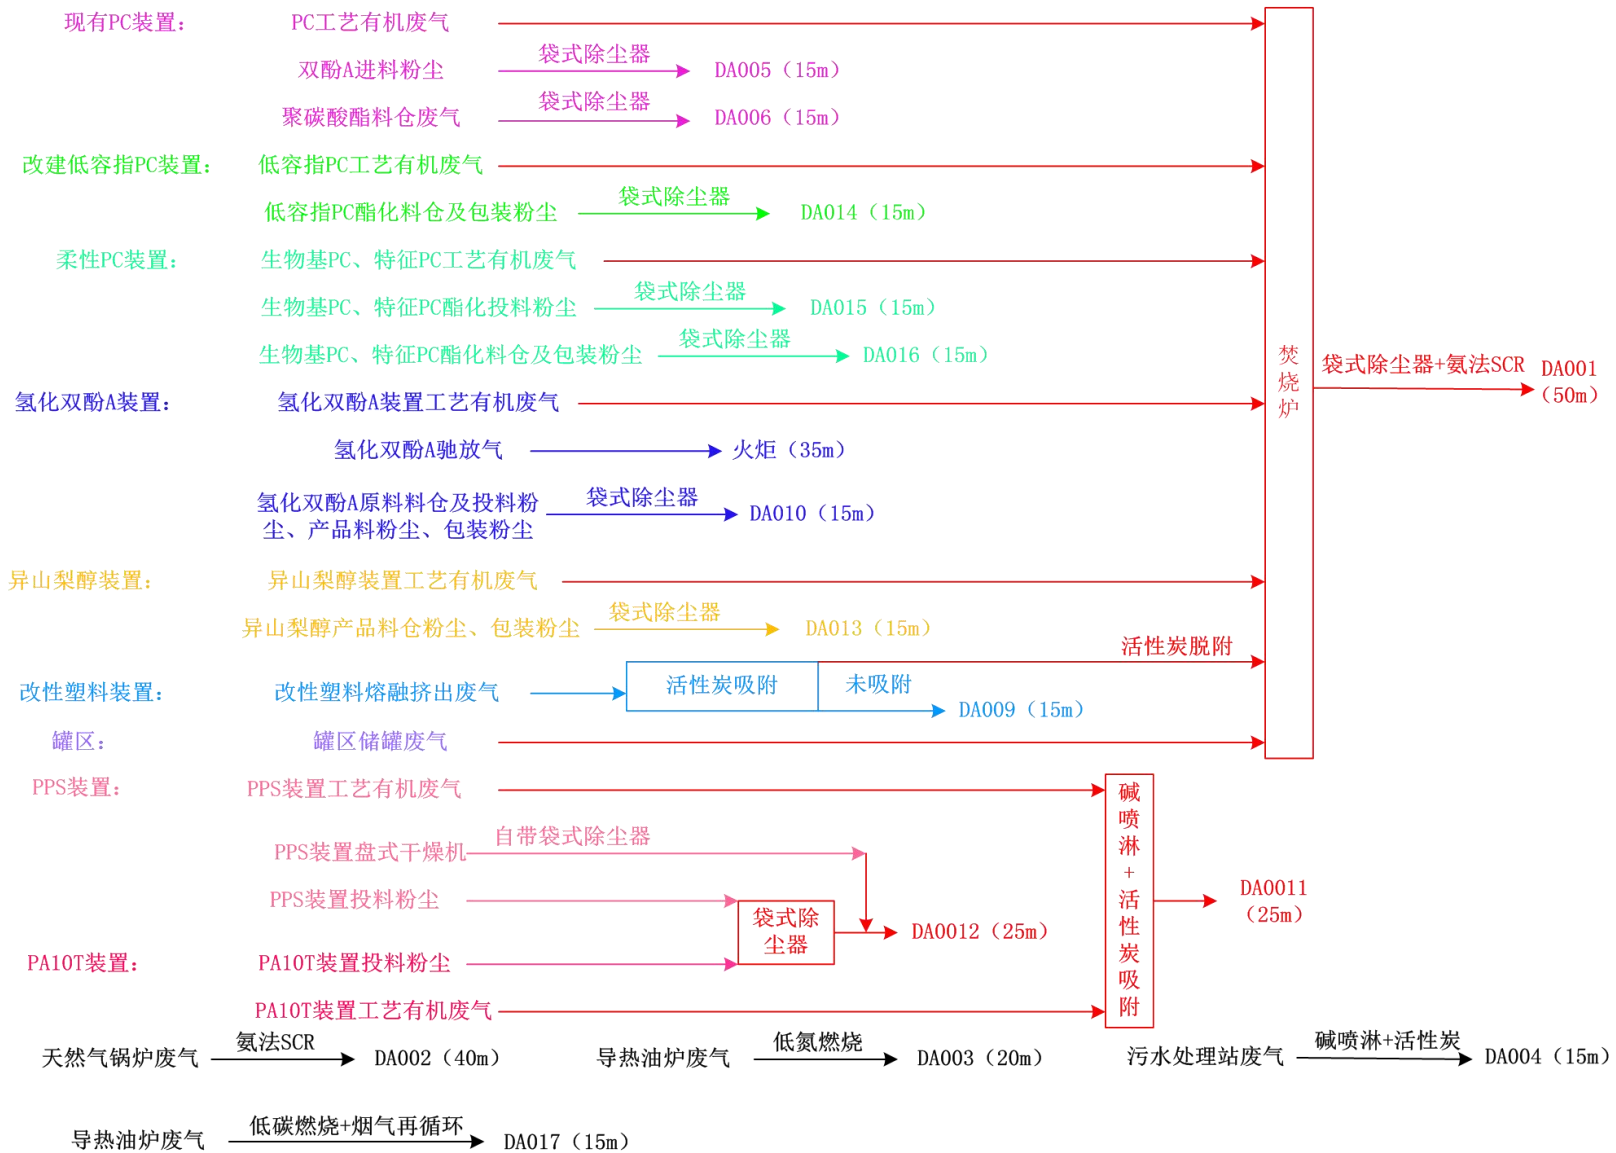 现有PC装置： PC工艺有机废气
双酚A进料粉尘 袋式除尘器 DA005（15m）
聚碳酸酯料仓废气 袋式除尘器 DA006（15m）
改建低容指PC装置： 低容指PC工艺有机废气
低容指PC酯化料仓及包装粉尘 袋式除尘器 DA014（15m）
柔性PC装置： 生物基PC、特征PC工艺有机废气
生物基PC、特征PC酯化投料粉尘 袋式除尘器 DA015（15m）
生物基PC、特征PC酯化料仓及包装粉尘 袋式除尘器 DA016（15m）
焚烧炉 袋式除尘器+氨法SCR DA001
（50m）
氢化双酚A装置： 氢化双酚A装置工艺有机废气
氢化双酚A驰放气 火炬（35m）
氢化双酚A原料料仓及投料粉
尘、产品料粉尘、包装粉尘 袋式除尘器 DA010（15m）
异山梨醇装置： 异山梨醇装置工艺有机废气
异山梨醇产品料仓粉尘、包装粉尘 袋式除尘器 DA013（15m）
活性炭脱附
改性塑料装置： 改性塑料熔融挤出废气 活性炭吸附 未吸附
DA009（15m）
罐区： 罐区储罐废气
PPS装置： PPS装置工艺有机废气
碱喷淋+活性炭吸附
PPS装置盘式干燥机 自带袋式除尘器
PPS装置投料粉尘
袋式除
尘器
DA0012（25m）
DA0011
（25m）
PA10T装置： PA10T装置投料粉尘
PA10T装置工艺有机废气
天然气锅炉废气 氨法SCR DA002（40m） 导热油炉废气 低氮燃烧 DA003（20m） 污水处理站废气 碱喷淋+活性炭 DA004（15m）
导热油炉废气 低碳燃烧+烟气再循环 DA017（15m）